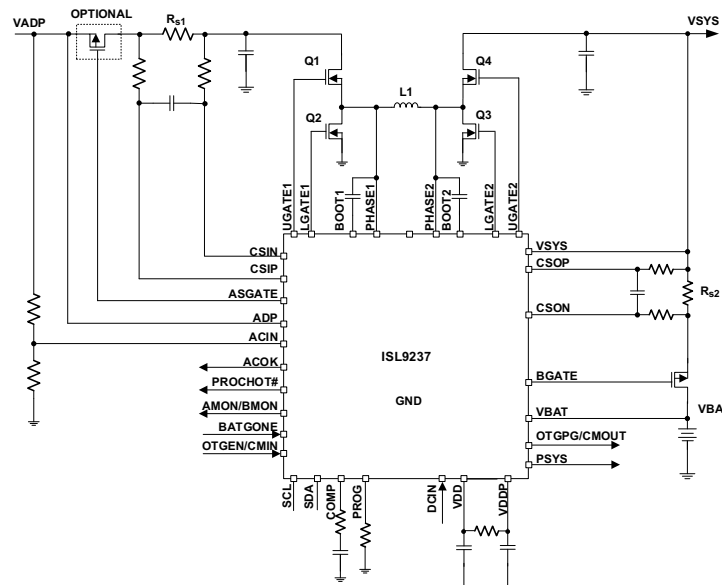 OPTIONAL
VADP
Rs1
VSYS
Q1
Q4
L1
Q2
Q3
UGATE1
LGATE1
BOOT1
PHASE1
PHASE2
BOOT2
LGATE2
UGATE2
CSIN
CSIP
ASGATE
ADP
ACIN
ACOK
PROCHOT#
AMON/BMON
BATGONE
OTGEN/CMIN
ISL9237
GND
VSYS
CSOP
Rs2
CSON
BGATE
VBAT
VBA
OTGPG/CMOUT
PSYS
SCL
SDA
COMP
PROG
DCIN
VDD
VDDP